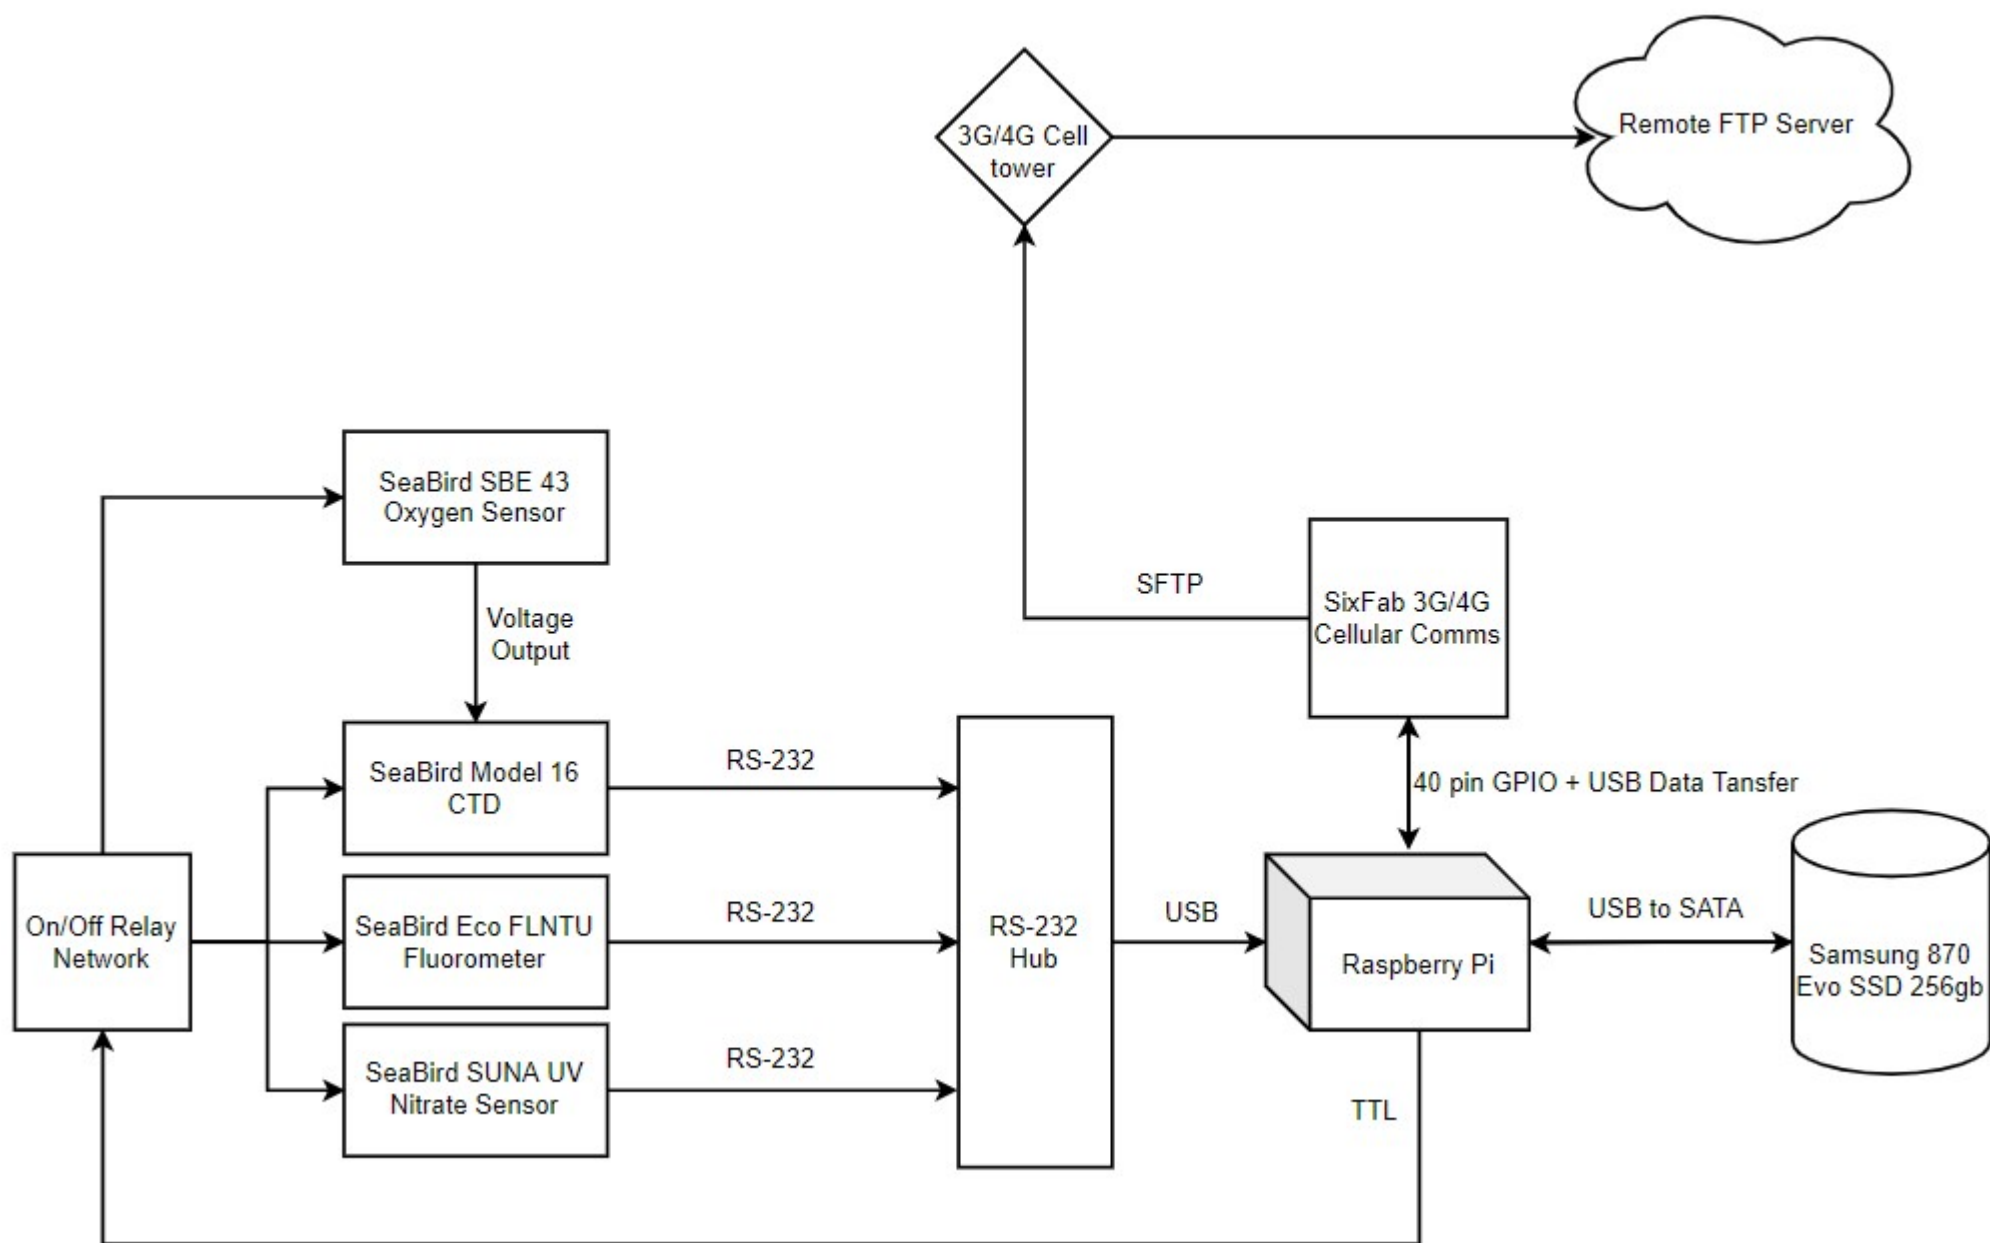 3G/4G Cell
tower
Remote FTP Server
SeaBird SBE 43
Oxygen Sensor
Voltage
Output
SFTP
SixFab 3G/4G
Cellular Comms
SeaBird Model 16
CTD
RS-232
40 pin GPIO + USB Data Tansfer
On/Off Relay
Network
SeaBird Eco FLNTU
Fluorometer
RS-232
RS-232
Hub
USB
Raspberry Pi
USB to SATA
Samsung 870
Evo SSD 256gb
SeaBird SUNA UV
Nitrate Sensor
RS-232
TTL